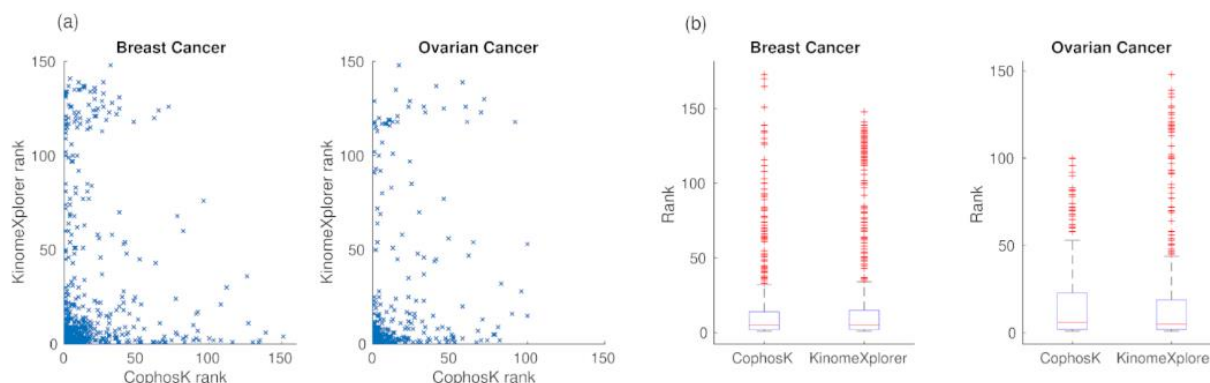 (a)
Breast Cancer
150
100
50
0
KinomeXplorer rank
0 50 100 150
CophosK rank
Ovarian Cancer
150
100
50
0
0 50 100 150
CophosK rank
(b)
Breast Cancer
150
100
50
0
Rank
CophosK KinomeXplorer
Ovarian Cancer
150
100
50
0
Rank
CophosK KinomeXplore